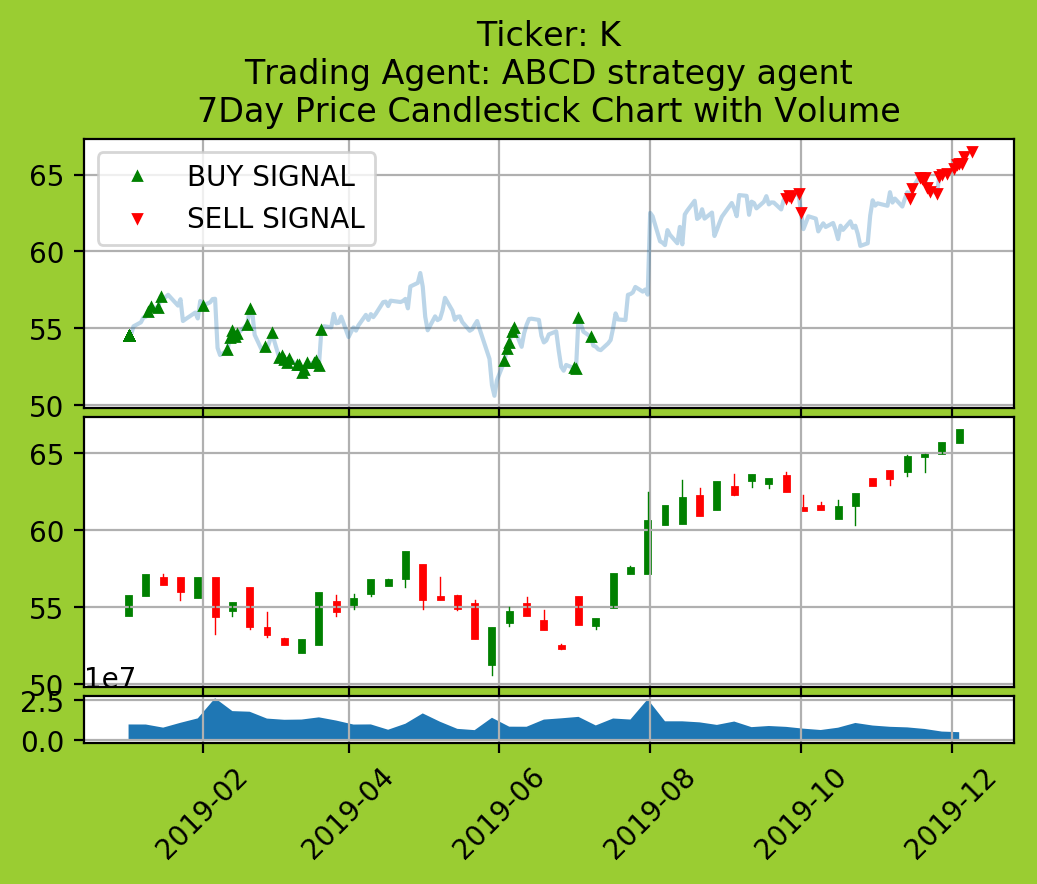 Ticker: K
Trading Agent: ABCD strategy agent
7Day Price Candlestick Chart with Volume
BUY SIGNAL
SELL SIGNAL
65
60
55
50
65
60
55
50
1e7
2.5
0.0
2019-02
2019-04
2019-06
2019-08
2019-10
2019-12